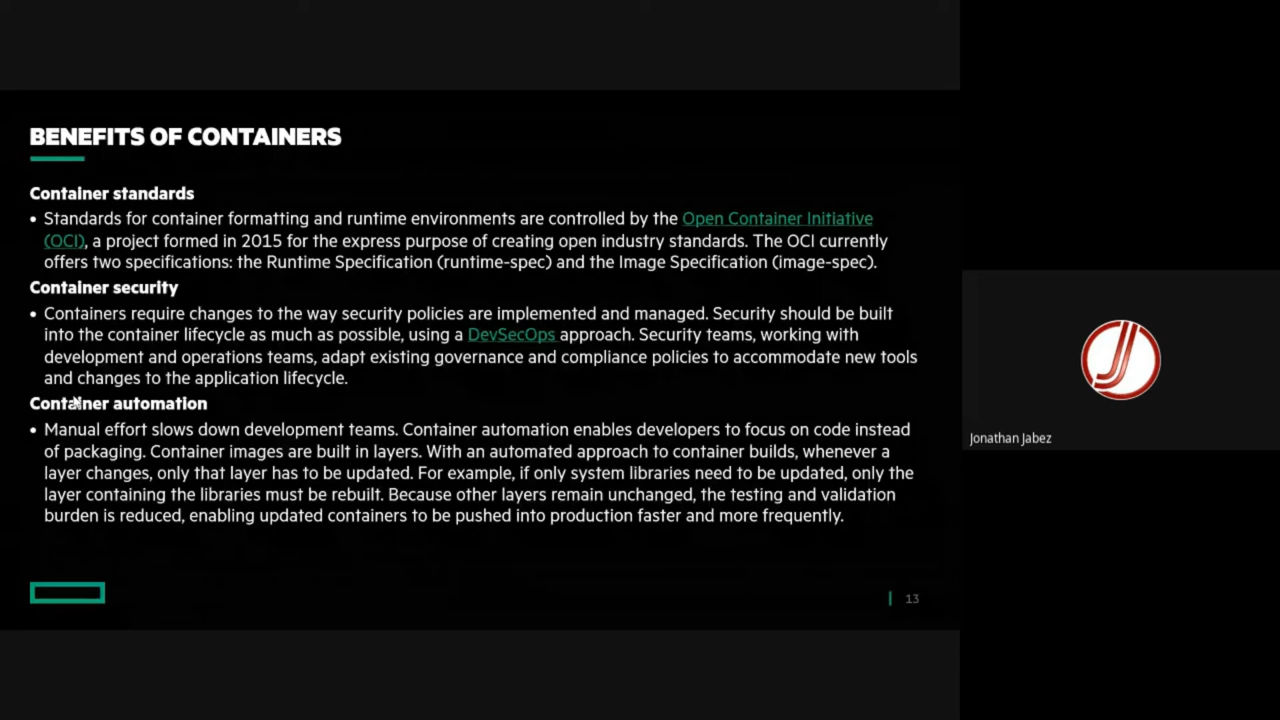 BENEFITS OF CONTAINERS
Container standards
• Standards for container formatting and runtime environments are controlled by the Open Container Initiative
(OCI), a project formed in 2015 for the express purpose of creating open industry standards. The OCI currently
offers two specifications: the Runtime Specification (runtime-spec) and the Image Specification (image-spec).
Container security
• Containers require changes to the way security policies are implemented and managed. Security should be built
into the container lifecycle as much as possible, using a DevSecOps approach. Security teams, working with
development and operations teams, adapt existing governance and compliance policies to accommodate new tools
and changes to the application lifecycle.
Container automation
• Manual effort slows down development teams. Container automation enables developers to focus on code instead
of packaging. Container images are built in layers. With an automated approach to container builds, whenever a
layer changes, only that layer has to be updated. For example, if only system libraries need to be updated, only the
layer containing the libraries must be rebuilt. Because other layers remain unchanged, the testing and validation
burden is reduced, enabling updated containers to be pushed into production faster and more frequently.
13
Jonathan Jabez